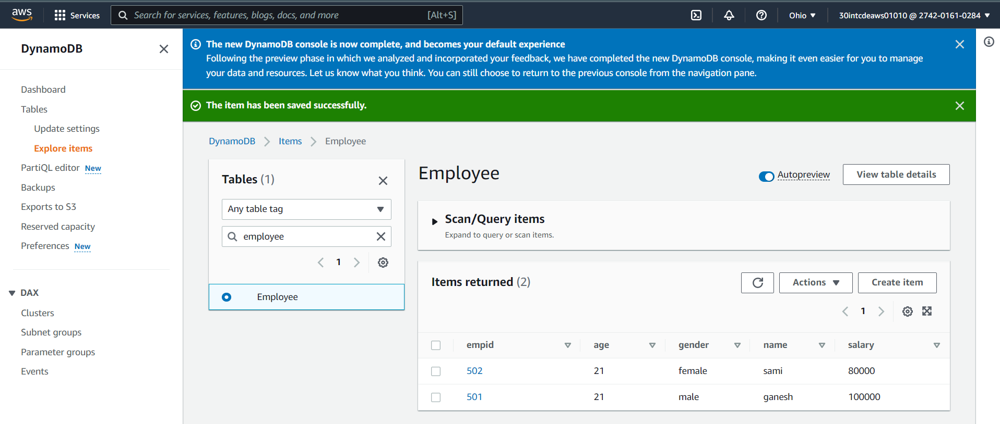 aws
Services
Search for services, features, blogs, docs, and more
[Alt+S]
Ohio
30intcdeaws01010 @ 2742-0161-0284
DynamoDB
Dashboard
Tables
Update settings
Explore items
PartiQL editor New
Backups
Exports to S3
Reserved capacity
Preferences New
DAX
Clusters
Subnet groups
Parameter groups
Events
The new DynamoDB console is now complete, and becomes your default experience
Following the preview phase in which we analyzed and incorporated your feedback, we have completed the new DynamoDB console, making it even easier for you to manage
your data and resources. Let us know what you think. You can still choose to return to the previous console from the navigation pane.
The item has been saved successfully.
DynamoDB
Items
Employee
Tables (1)
Any table tag
employee
1
Employee
Employee
Autopreview
View table details
Scan/Query items
Expand to query or scan items.
Items returned (2)
Actions
Create item
1
empid age gender name salary
502 21 female sami 80000
501 21 male ganesh 100000